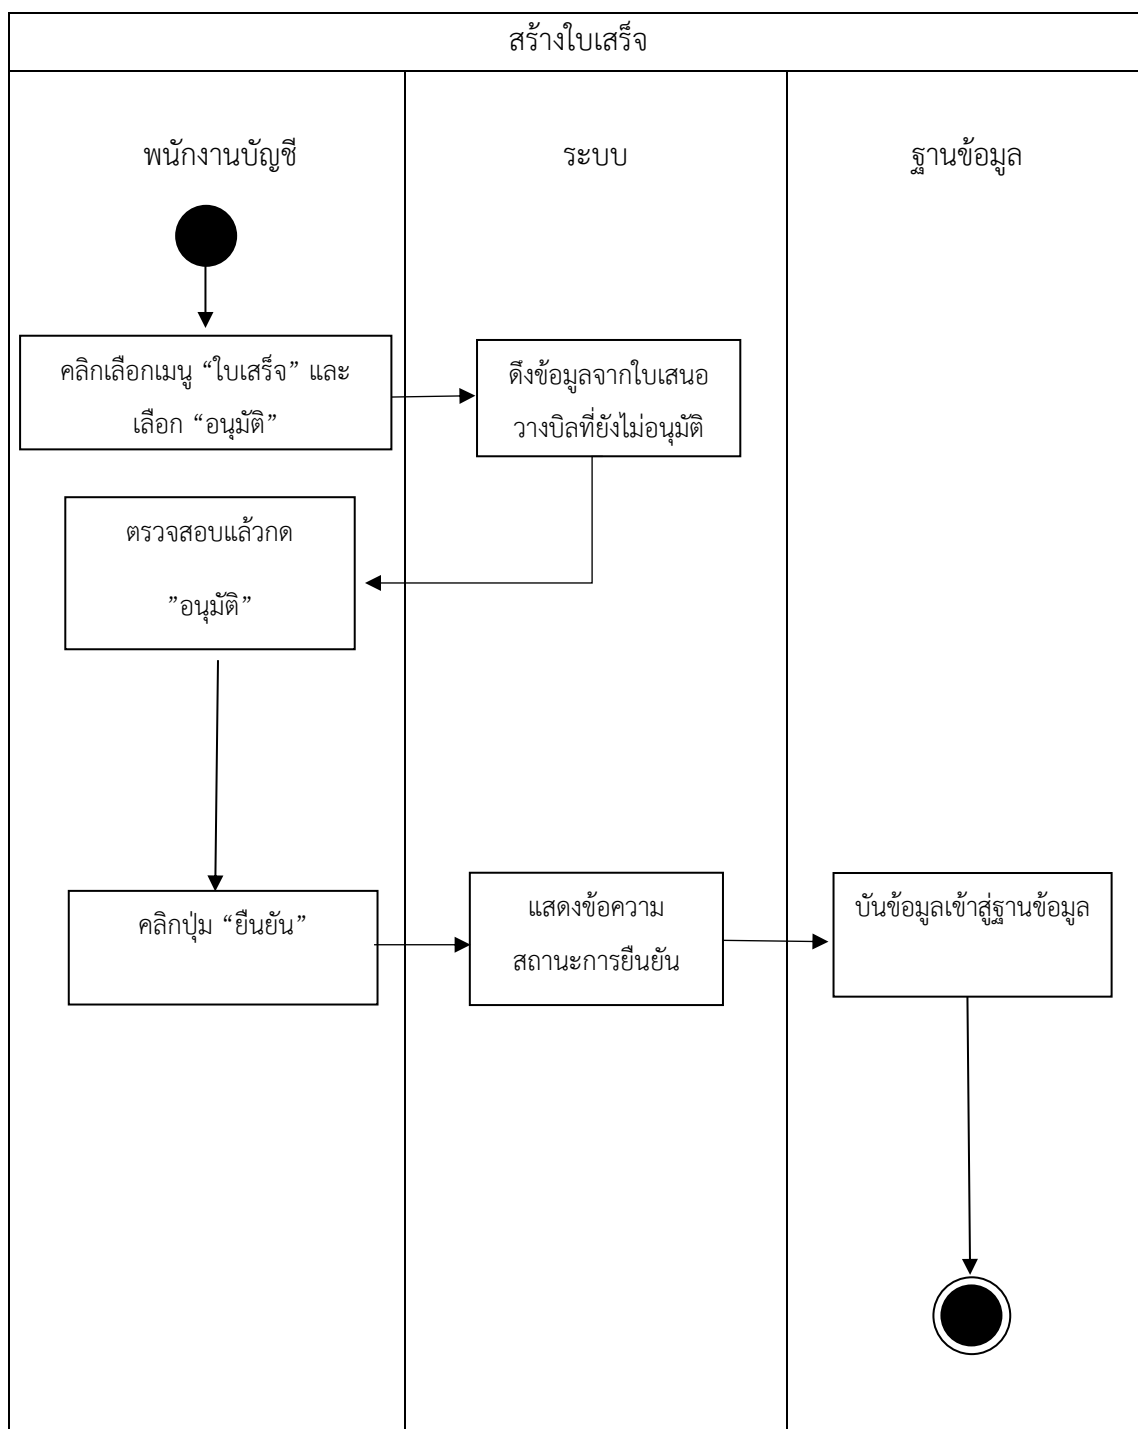 สร้างใบเสร็จ
พนักงานบัญชี
ระบบ
ฐานข้อมูล
คลิกเลือกเมนู “ใบเสร็จ” และ
เลือก “อนุมัติ”
ดึงข้อมูลจากใบเสนอ
วางบิลที่ยังไม่อนุมัติ
ตรวจสอบแล้วกด
”อนุมัติ”
คลิกปุ่ม “ยืนยัน”
แสดงข้อความ
สถานะการยืนยัน
บันข้อมูลเข้าสู่ฐานข้อมูล